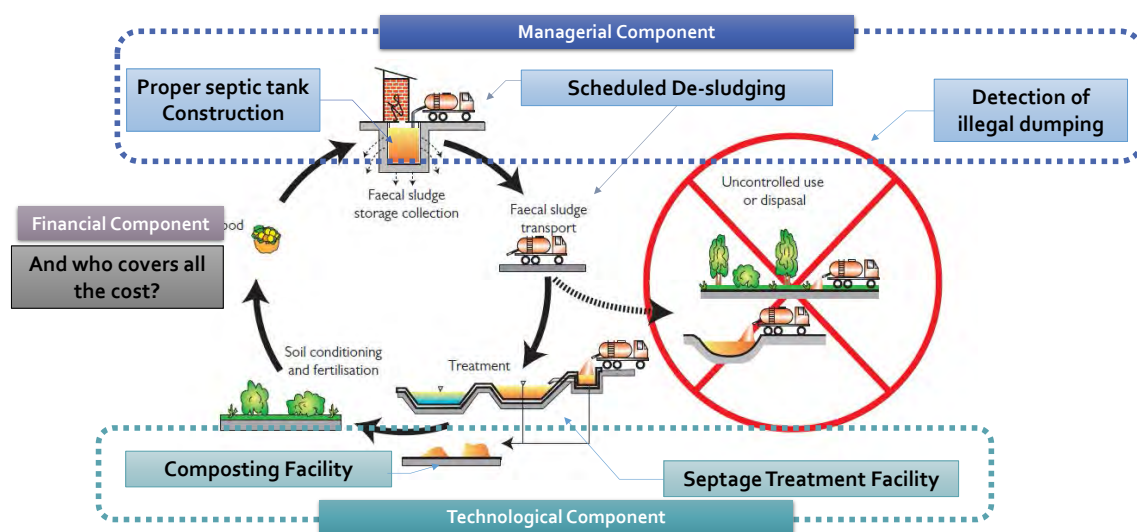 Managerial Component
Proper septic tank
Construction
Scheduled De-sludging
Detection of
illegal dumping
Uncontrolled use
or dispasal
Faecal sludge
storage collection
Faecal sludge
transport
Financial Component
ood
And who covers all
the cost?
Soil conditioning
and fertilisation
Treatment
Composting Facility
Septage Treatment Facility
Technological Component